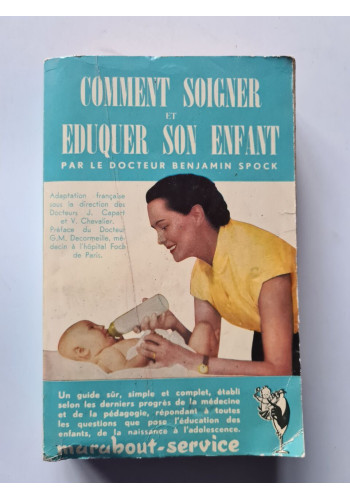 COMMENT SOIGNER
ET
EDUQUER SON ENFANT
PAR LE DOCTEUR BENJAMIN SPOCK
Adaptation française
sous la direction des
Docteurs J. Capart
et V. Chevalier.
Préface du Docteur
G.M. Decormeille, mé-
decin à l'hôpital Foch
de Paris.
Un guide sûr, simple et complet, établi
selon les derniers progrès de la médecine
et de la pédagogie, répondant à toutes
les questions que pose l'éducation des
enfants, de la naissance à l'adolescence.
marabout-service